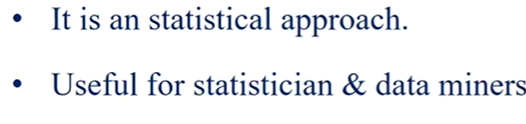 • It is an statistical approach.
• Useful for statistician & data miners